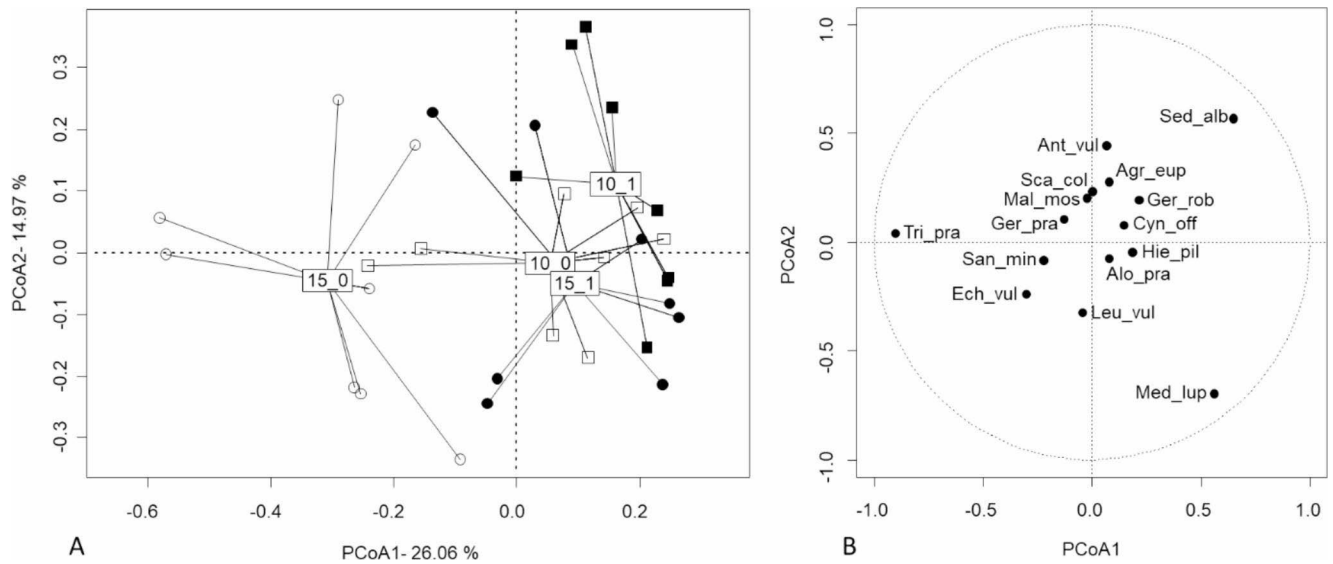 0.3
0.2
0.1
0.0
-0.1
-0.2
-0.3
PCoA2- 14.97 %
10_1
10_0
15_1
15_0
-0.6 -0.4 -0.2 0.0 0.2
PCoA1- 26.06 %
A
1.0
0.5
0.0
-0.5
-1.0
PCoA2
Sed_alb
Ant_vul
Agr_eup
Sca_col
Mal_mos
Ger_rob
Ger_pra
Cyn_off
Tri_pra
Hie_pil
San_min
Alo_pra
Ech_vul
Leu_vul
Med_lup
-1.0 -0.5 0.0 0.5 1.0
PCoA1
B